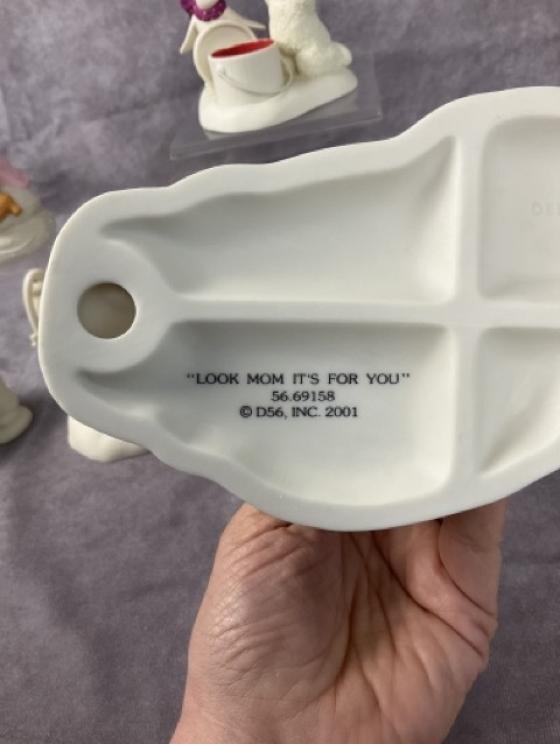 "LOOK MOM IT'S FOR YOU"
56.69158
© D56, INC. 2001